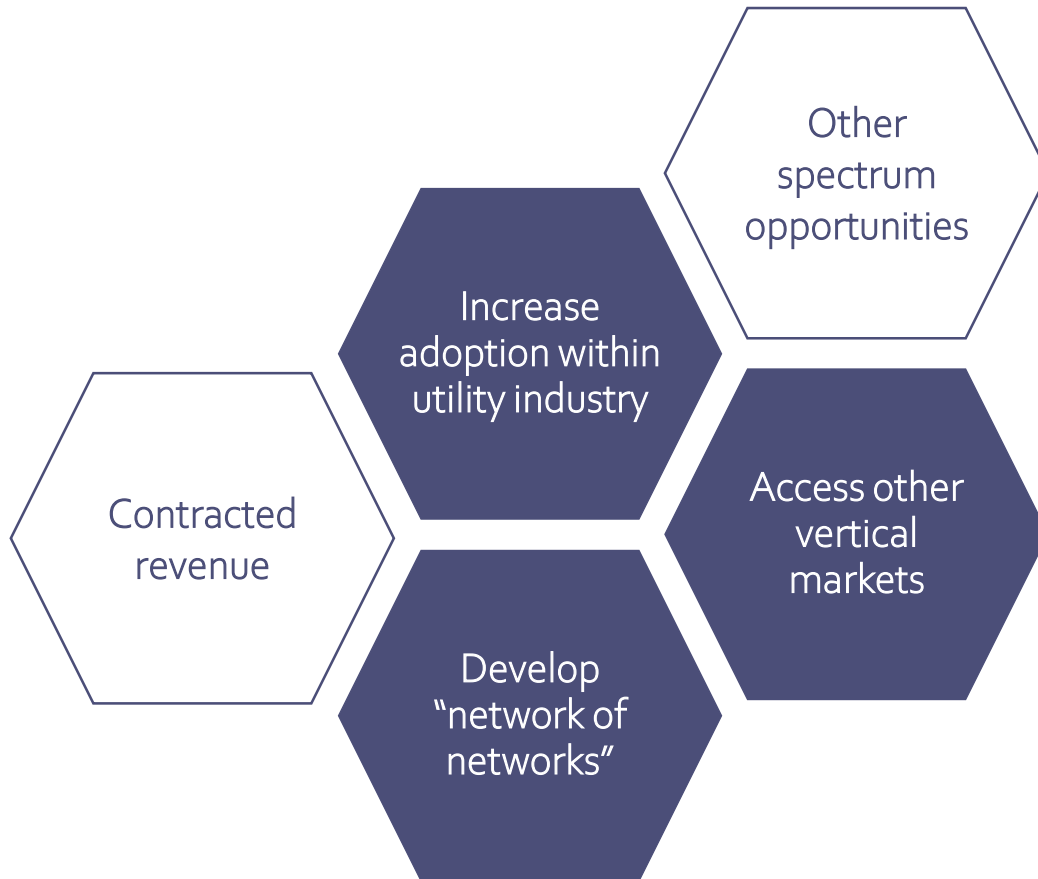 Other
spectrum
opportunities
Increase
adoption within
utility industry
Contracted
revenue
Access other
vertical
markets
Develop
“network of
networks”